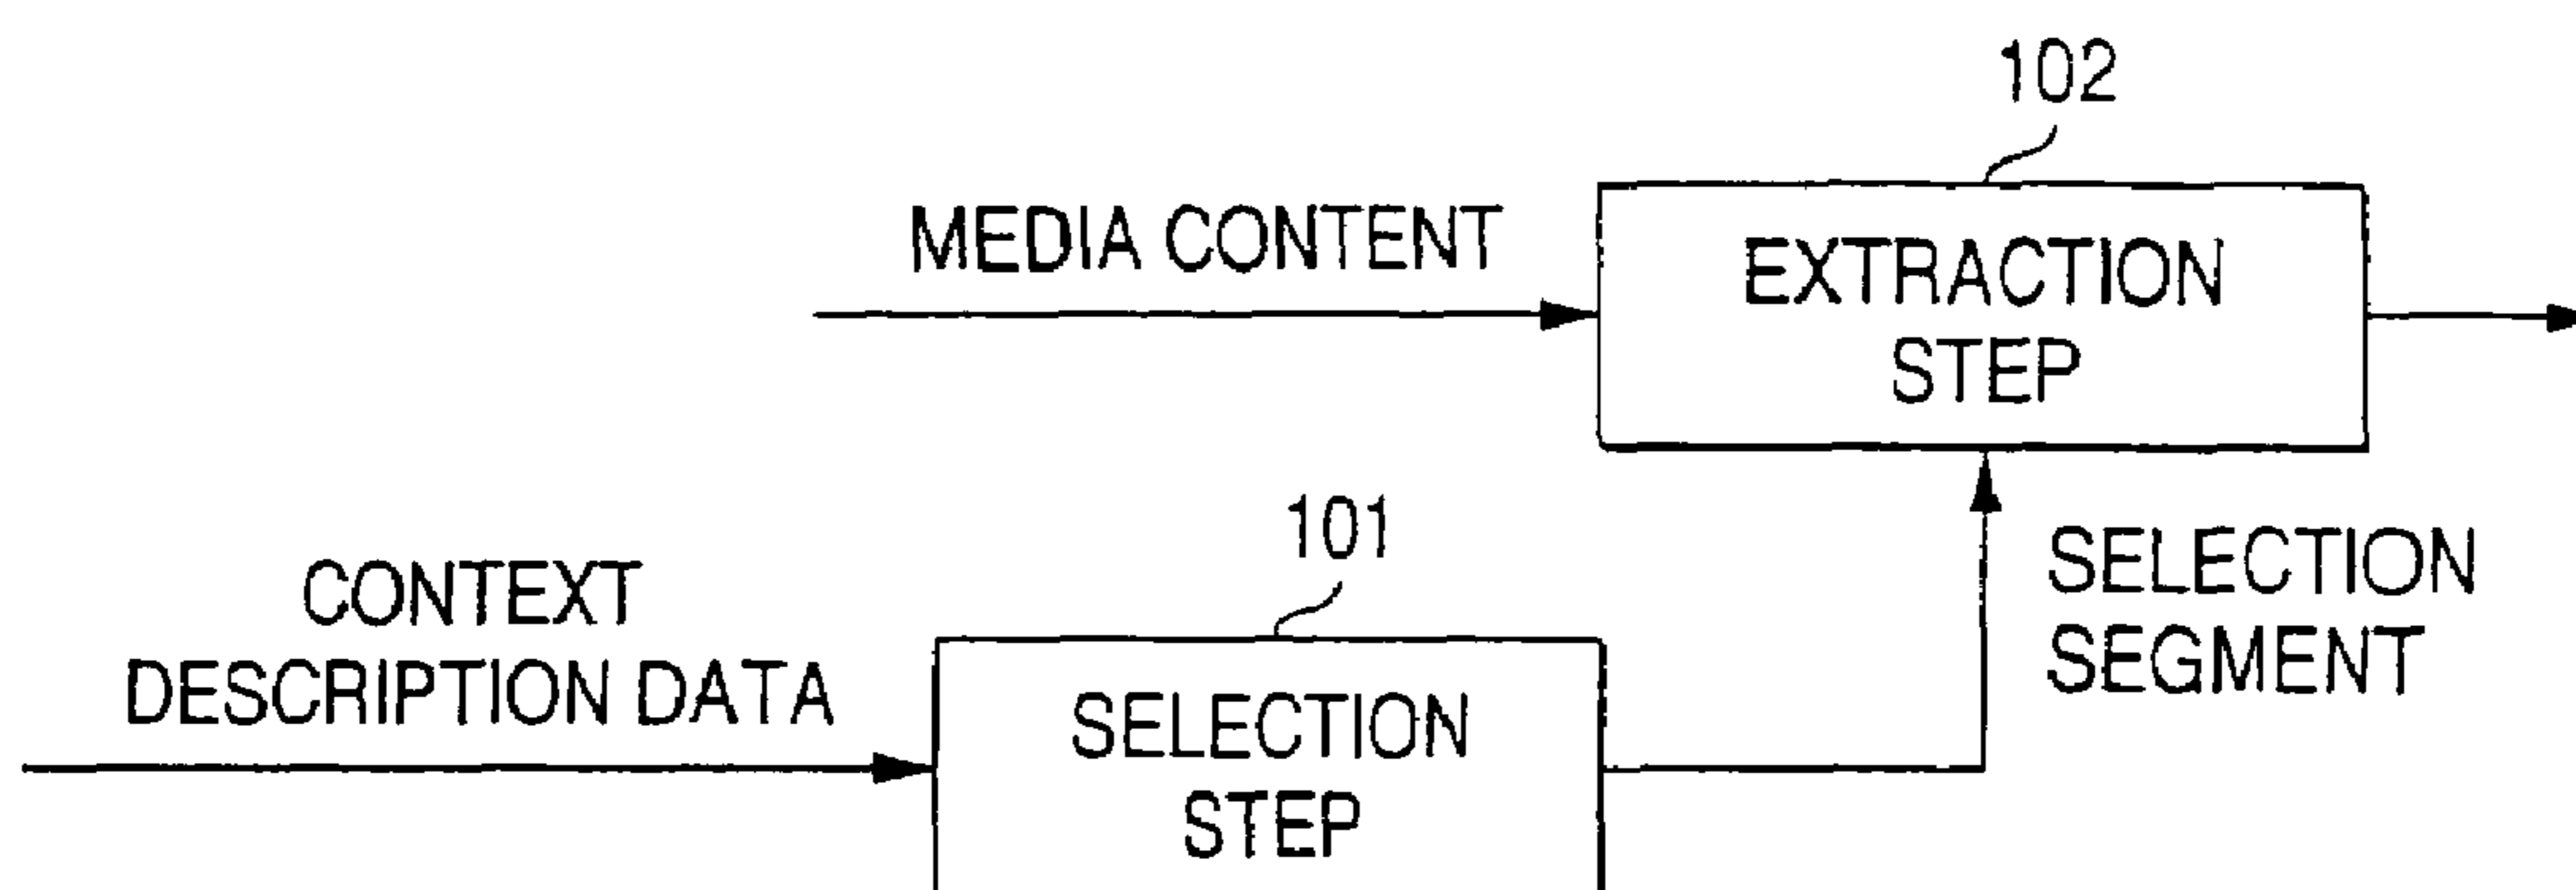 102
MEDIA CONTENT
EXTRACTION
STEP
101
SELECTION
SEGMENT
CONTEXT
DESCRIPTION DATA
SELECTION
STEP